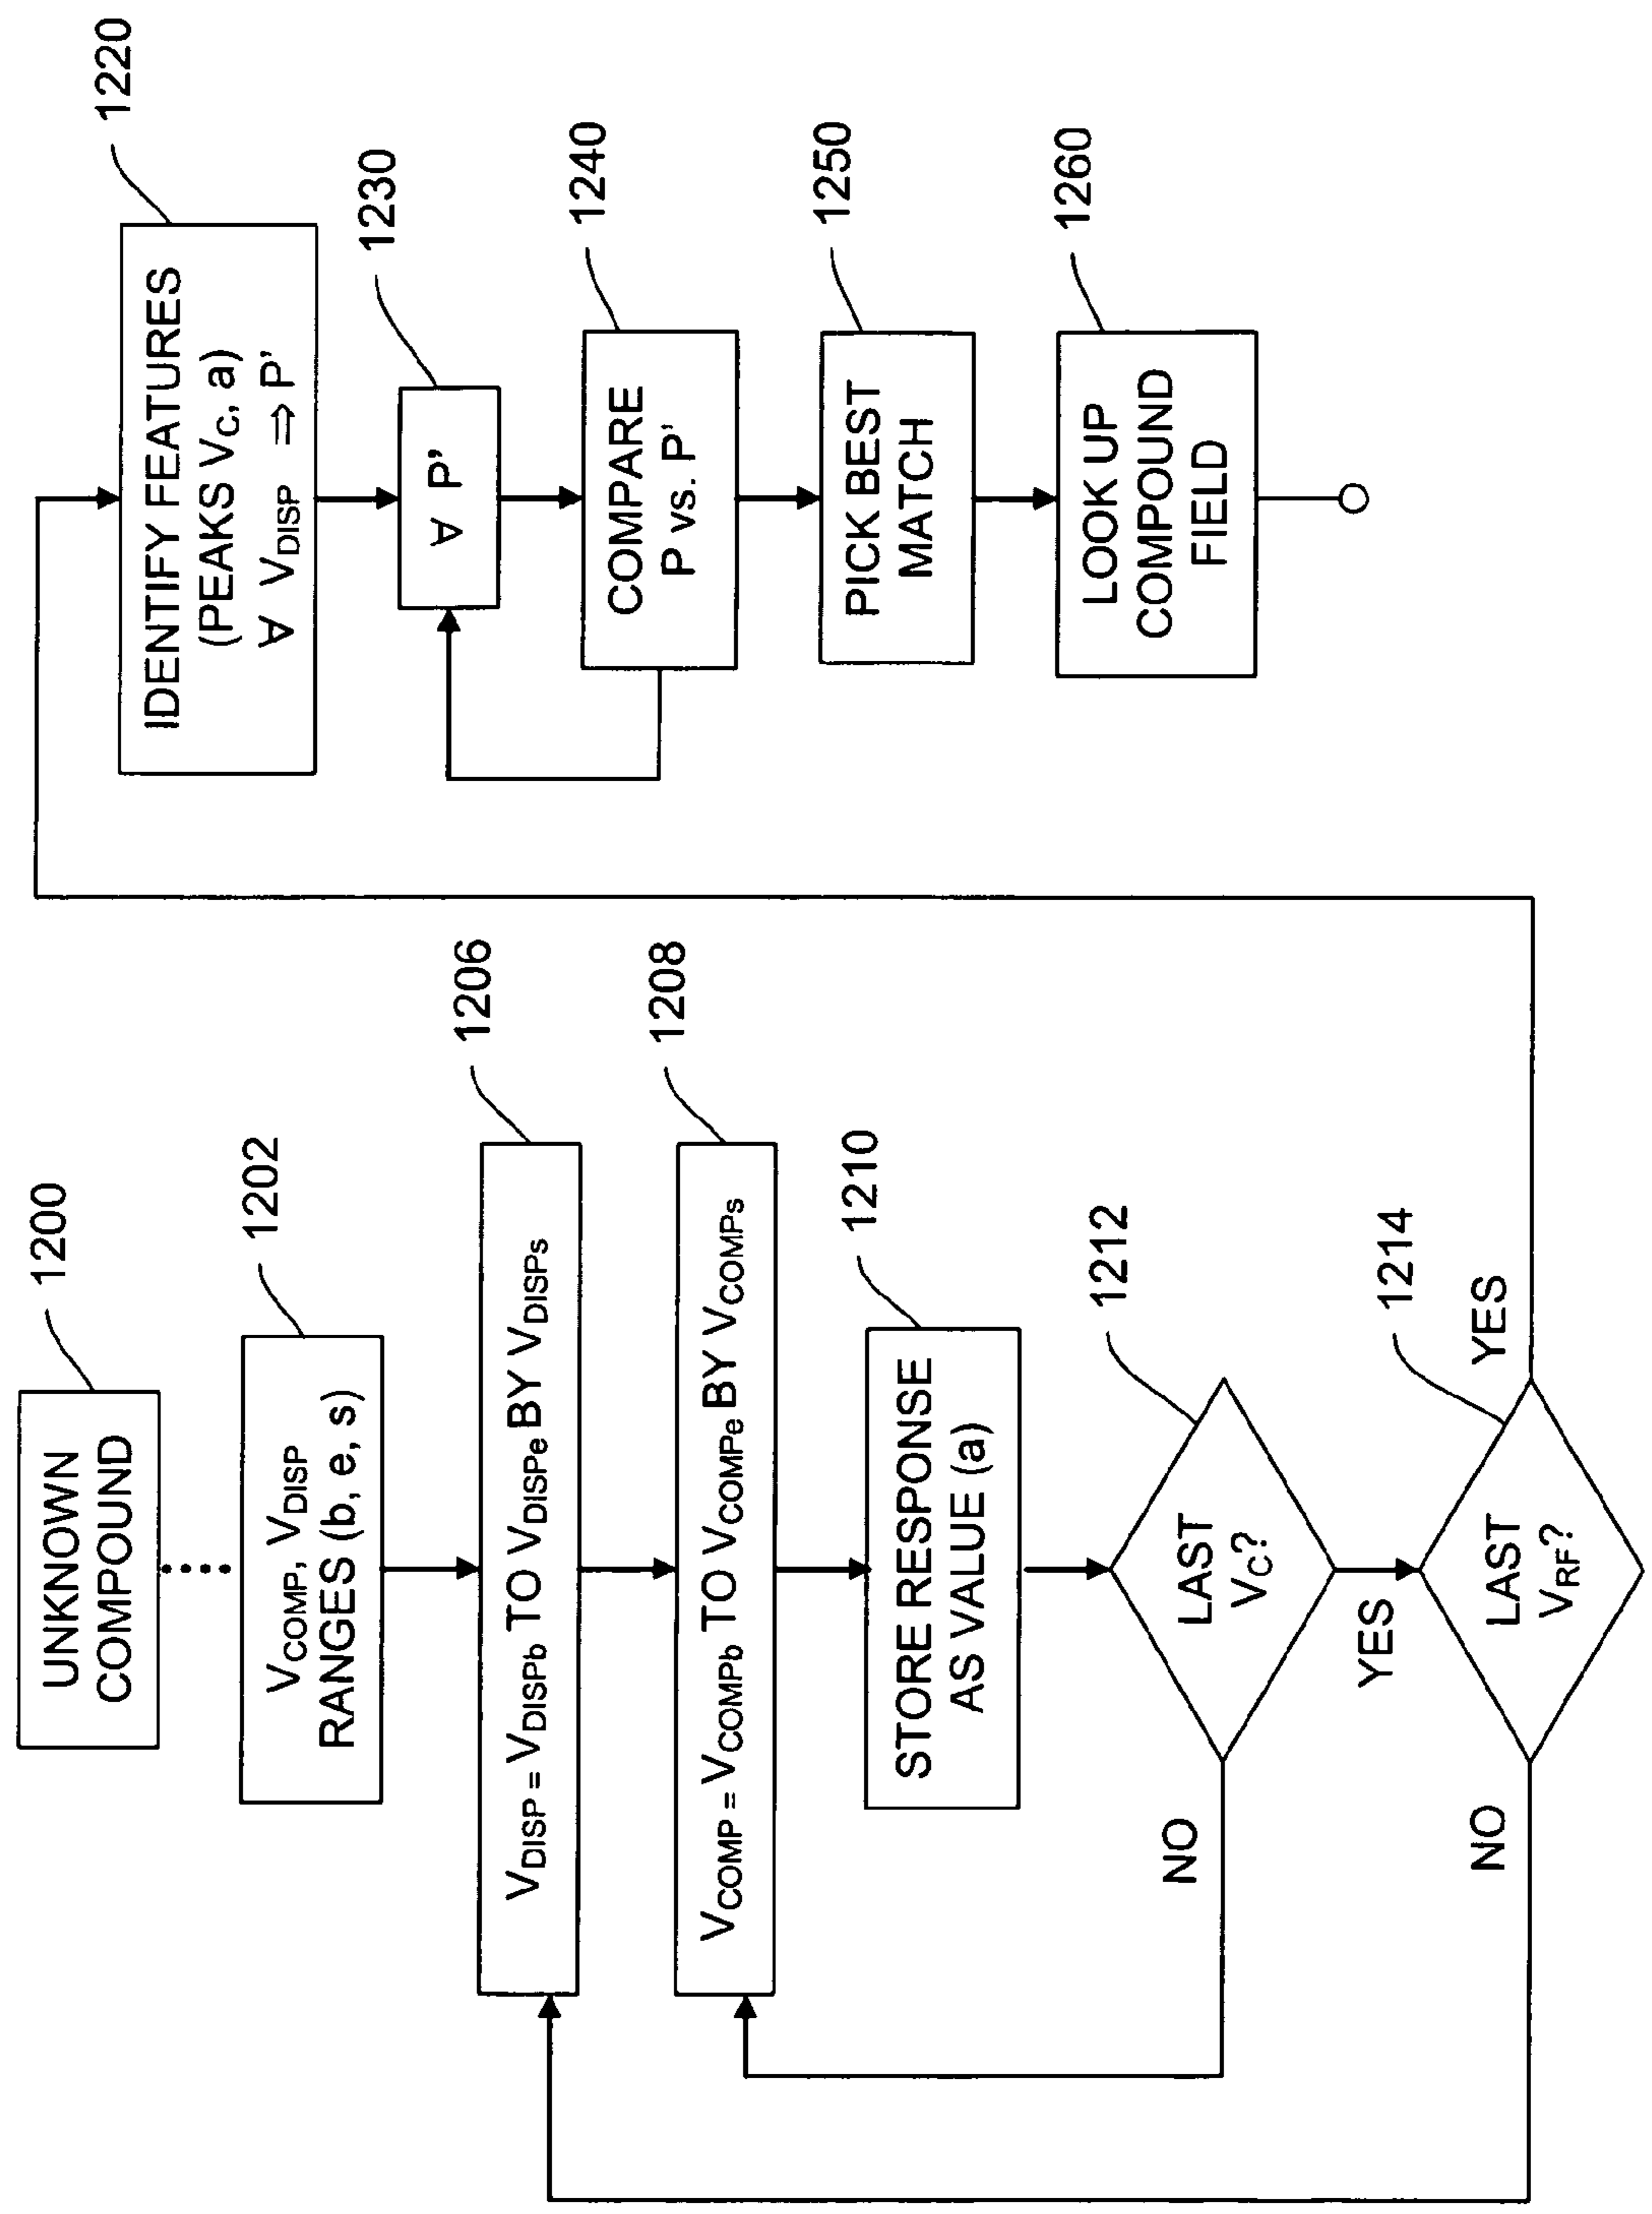 UNKNOWN
COMPOUND
1200
VCOMP, VDISP
RANGES (b, e, s)
1202
VDISP = VDISPb TO VDISPe BY VDISPs
1206
VCOMP = VCOMPb TO VCOMPe BY VCOMPs
1208
STORE RESPONSE
AS VALUE (a)
1210
LAST
VC?
1212
NO
YES
LAST
VRF?
1214
NO
YES
IDENTIFY FEATURES
(PEAKS VC, a)
∀ VDISP ⇒ P'
1220
∀ P'
1230
COMPARE
P vs. P'
1240
PICK BEST
MATCH
1250
LOOK UP
COMPOUND
FIELD
1260